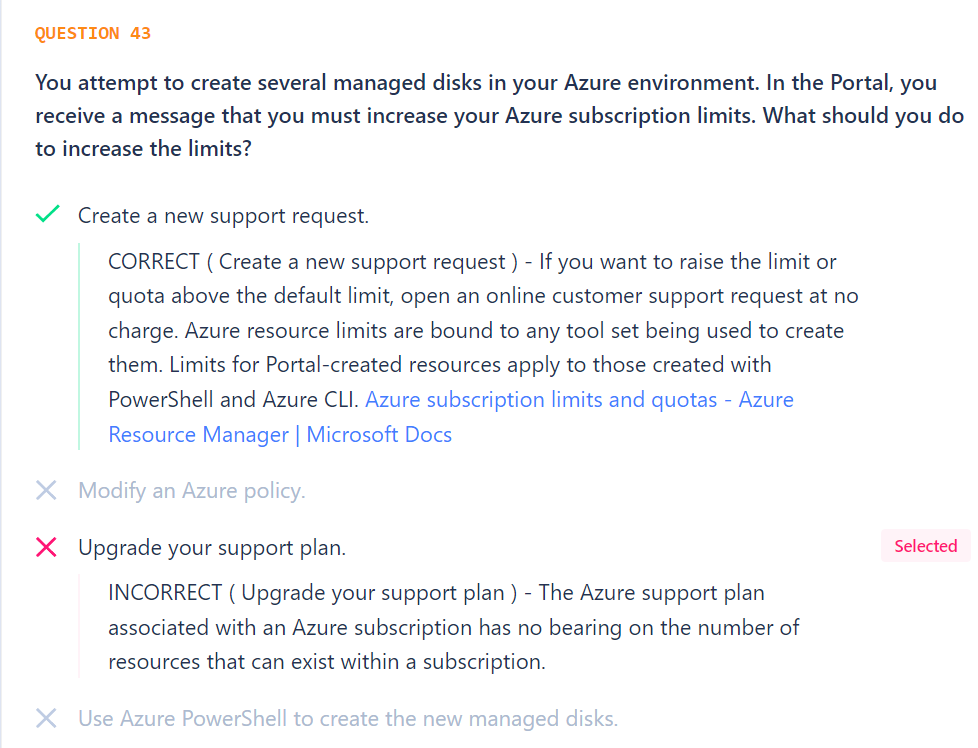 QUESTION 43
You attempt to create several managed disks in your Azure environment. In the Portal, you
receive a message that you must increase your Azure subscription limits. What should you do
to increase the limits?
Create a new support request.
CORRECT ( Create a new support request ) - If you want to raise the limit or
quota above the default limit, open an online customer support request at no
charge. Azure resource limits are bound to any tool set being used to create
them. Limits for Portal-created resources apply to those created with
PowerShell and Azure CLI. Azure subscription limits and quotas - Azure
Resource Manager | Microsoft Docs
Modify an Azure policy.
Upgrade your support plan.
Selected
INCORRECT ( Upgrade your support plan ) - The Azure support plan
associated with an Azure subscription has no bearing on the number of
resources that can exist within a subscription.
Use Azure PowerShell to create the new managed disks.